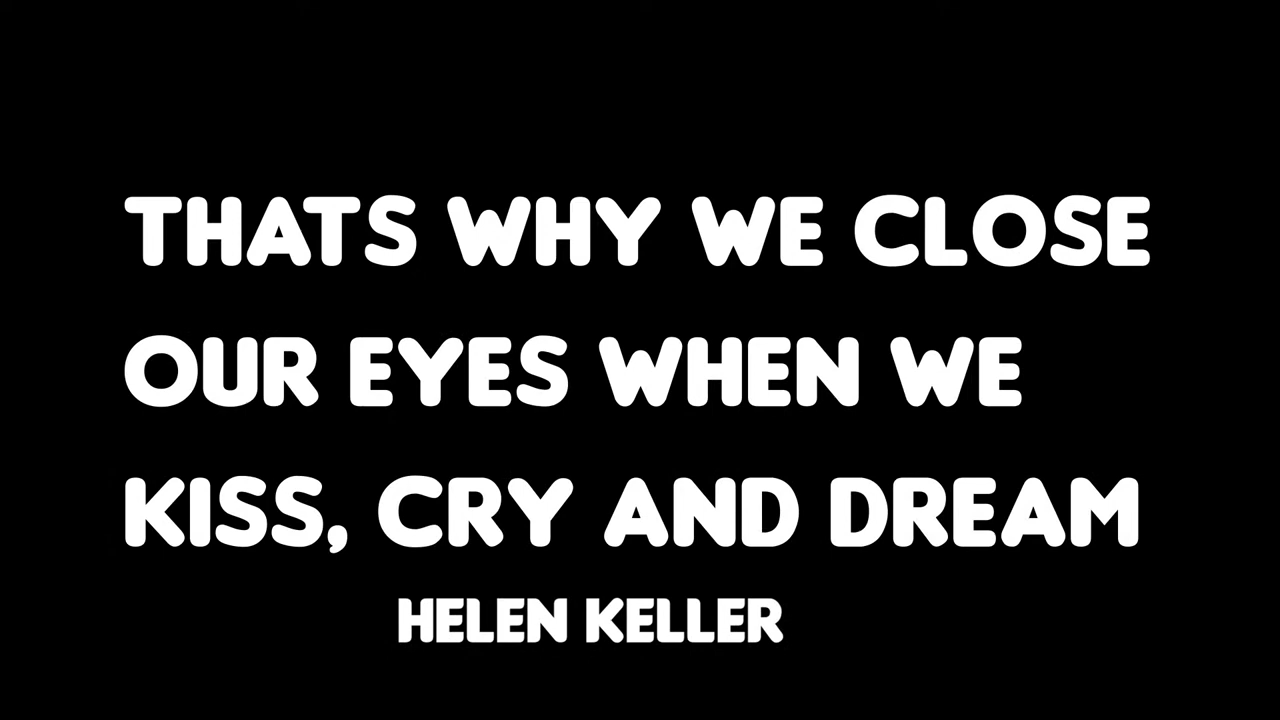 THATS WHY WE CLOSE
OUR EYES WHEN WE
KISS, CRY AND DREAM
HELEN KELLER